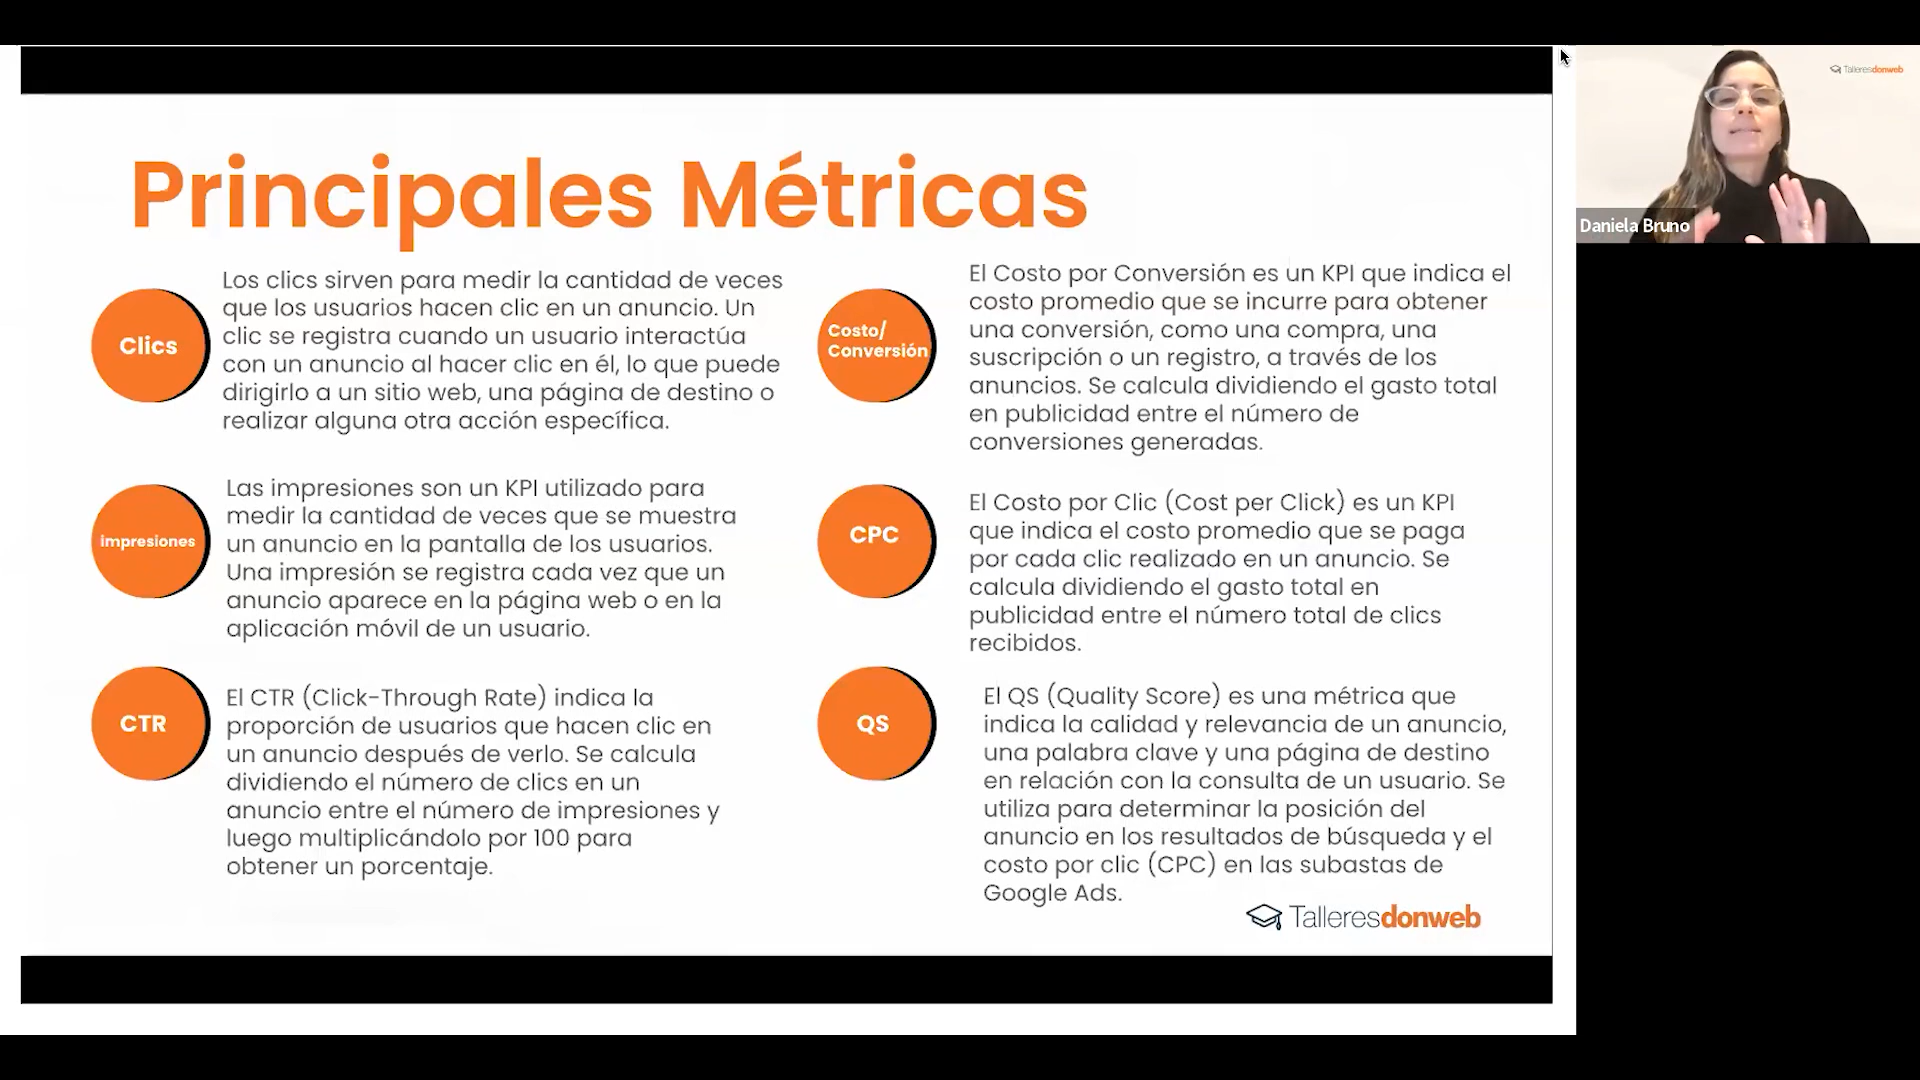 Principales Métricas
Clics
Los clics sirven para medir la cantidad de veces
que los usuarios hacen clic en un anuncio. Un
clic se registra cuando un usuario interactúa
con un anuncio al hacer clic en él, lo que puede
dirigirlo a un sitio web, una página de destino o
realizar alguna otra acción específica.
impresiones
Las impresiones son un KPI utilizado para
medir la cantidad de veces que se muestra
un anuncio en la pantalla de los usuarios.
Una impresión se registra cada vez que un
anuncio aparece en la página web o en la
aplicación móvil de un usuario.
CTR
El CTR (Click-Through Rate) indica la
proporción de usuarios que hacen clic en
un anuncio después de verlo. Se calcula
dividiendo el número de clics en un
anuncio entre el número de impresiones y
luego multiplicándolo por 100 para
obtener un porcentaje.
Costo/
Conversión
El Costo por Conversión es un KPI que indica el
costo promedio que se incurre para obtener
una conversión, como una compra, una
suscripción o un registro, a través de los
anuncios. Se calcula dividiendo el gasto total
en publicidad entre el número de
conversiones generadas.
CPC
El Costo por Clic (Cost per Click) es un KPI
que indica el costo promedio que se paga
por cada clic realizado en un anuncio. Se
calcula dividiendo el gasto total en
publicidad entre el número total de clics
recibidos.
QS
El QS (Quality Score) es una métrica que
indica la calidad y relevancia de un anuncio,
una palabra clave y una página de destino
en relación con la consulta de un usuario. Se
utiliza para determinar la posición del
anuncio en los resultados de búsqueda y el
costo por clic (CPC) en las subastas de
Google Ads.
Talleresdonweb
Talleresdonweb
Daniela Bruno